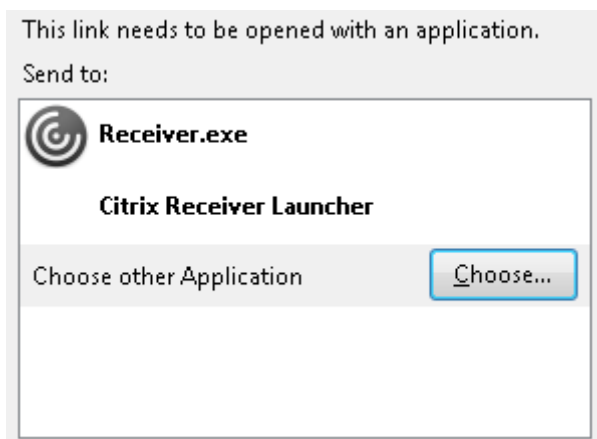 This link needs to be opened with an application.
Send to:
Receiver.exe
Citrix Receiver Launcher
Choose other Application
Choose...